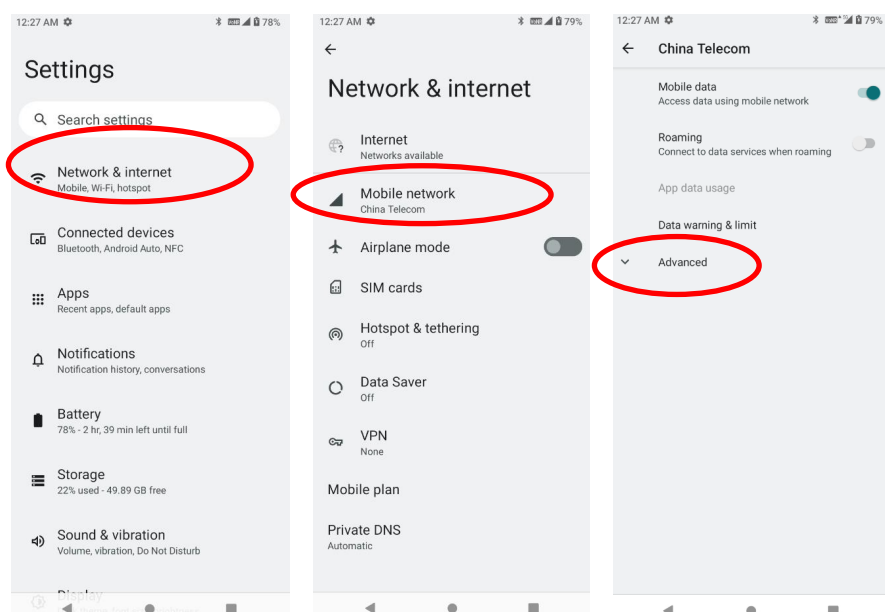 12:27 AM 78%
Settings
Search settings
Network & internet
Mobile, Wi-Fi, hotspot
Connected devices
Bluetooth, Android Auto, NFC
Apps
Recent apps, default apps
Notifications
Notification history, conversations
Battery
78% - 2 hr, 39 min left until full
Storage
22% used - 49.89 GB free
Sound & vibration
Volume, vibration, Do Not Disturb
Display
12:27 AM 79%
Network & internet
Internet
Networks available
Mobile network
China Telecom
Airplane mode
SIM cards
Hotspot & tethering
Off
Data Saver
Off
VPN
None
Mobile plan
Private DNS
Automatic
12:27 AM 79%
China Telecom
Mobile data
Access data using mobile network
Roaming
Connect to data services when roaming
App data usage
Data warning & limit
Advanced